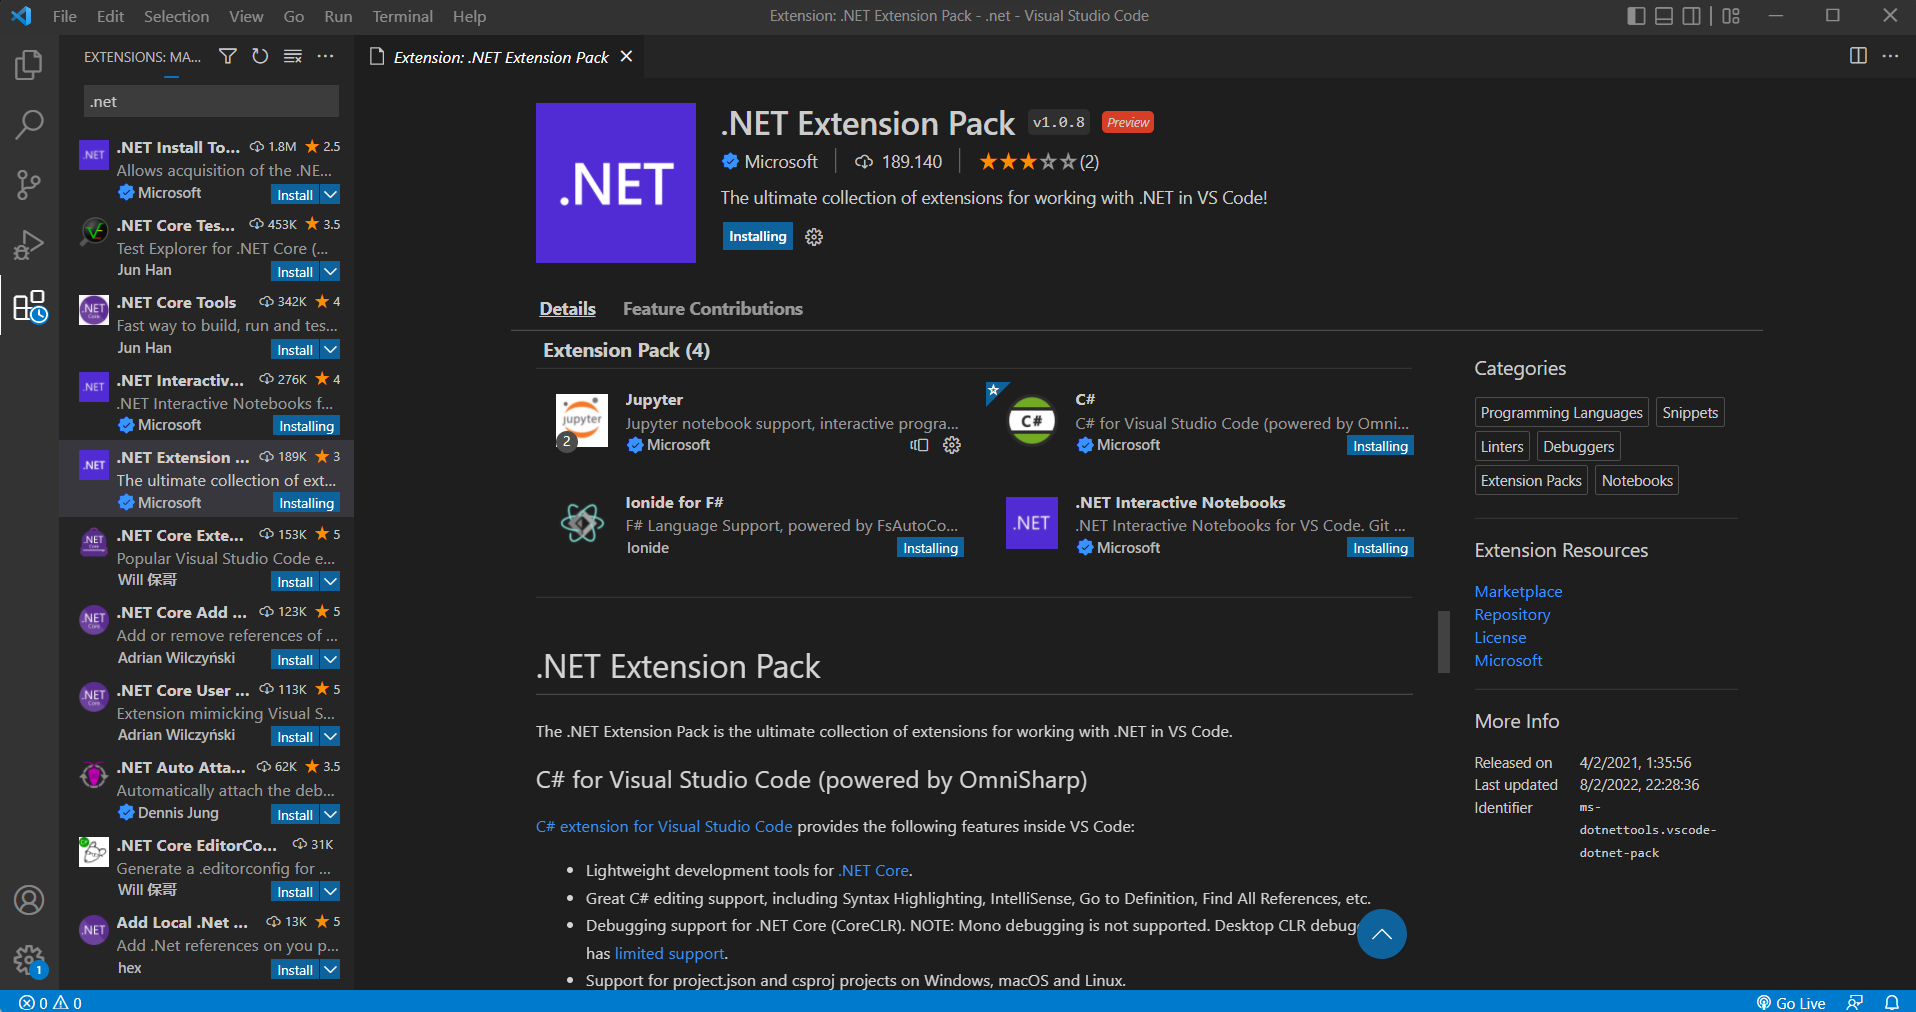 File Edit Selection View Go Run Terminal Help
Extension: .NET Extension Pack - .net - Visual Studio Code
EXTENSIONS: MA...
.net
.NET
.NET Install To... 1.8M 2.5
Allows acquisition of the .NE...
Microsoft Install
.NET Core Tes... 453K 3.5
Test Explorer for .NET Core (...
Jun Han Install
.NET Core
.NET Core Tools 342K 4
Fast way to build, run and tes...
Jun Han Install
.NET
.NET Interactiv... 276K 4
.NET Interactive Notebooks f...
Microsoft Installing
.NET
.NET Extension ... 189K 3
The ultimate collection of ext...
Microsoft Installing
.NET Core
.NET Core Exte... 153K 5
Popular Visual Studio Code e...
Will 保哥 Install
.NET Core
.NET Core Add ... 123K 5
Add or remove references of ...
Adrian Wilczyński Install
.NET Core
.NET Core User ... 113K 5
Extension mimicking Visual S...
Adrian Wilczyński Install
.NET Auto Atta... 62K 3.5
Automatically attach the deb...
Dennis Jung Install
.NET Core EditorCo... 31K
Generate a .editorconfig for ...
Will 保哥 Install
.NET
Add Local .Net ... 13K 5
Add .Net references on you p...
hex Install
1
Extension: .NET Extension Pack
.NET
.NET Extension Pack v1.0.8 Preview
Microsoft 189.140 (2)
The ultimate collection of extensions for working with .NET in VS Code!
Installing
Details Feature Contributions
Extension Pack (4)
jupyter
2
Jupyter
Jupyter notebook support, interactive progra...
Microsoft
C#
C#
C# for Visual Studio Code (powered by Omni...
Microsoft Installing
Ionide for F#
F# Language Support, powered by FsAutoCo...
Ionide Installing
.NET
.NET Interactive Notebooks
.NET Interactive Notebooks for VS Code. Git ...
Microsoft Installing
.NET Extension Pack
The .NET Extension Pack is the ultimate collection of extensions for working with .NET in VS Code.
C# for Visual Studio Code (powered by OmniSharp)
C# extension for Visual Studio Code provides the following features inside VS Code:
• Lightweight development tools for .NET Core.
• Great C# editing support, including Syntax Highlighting, IntelliSense, Go to Definition, Find All References, etc.
• Debugging support for .NET Core (CoreCLR). NOTE: Mono debugging is not supported. Desktop CLR debug
has limited support.
• Support for project.json and csproj projects on Windows, macOS and Linux.
Categories
Programming Languages Snippets
Linters Debuggers
Extension Packs Notebooks
Extension Resources
Marketplace
Repository
License
Microsoft
More Info
Released on 4/2/2021, 1:35:56
Last updated 8/2/2022, 22:28:36
Identifier ms-
dotnettools.vscode-
dotnet-pack
0 0
Go Live